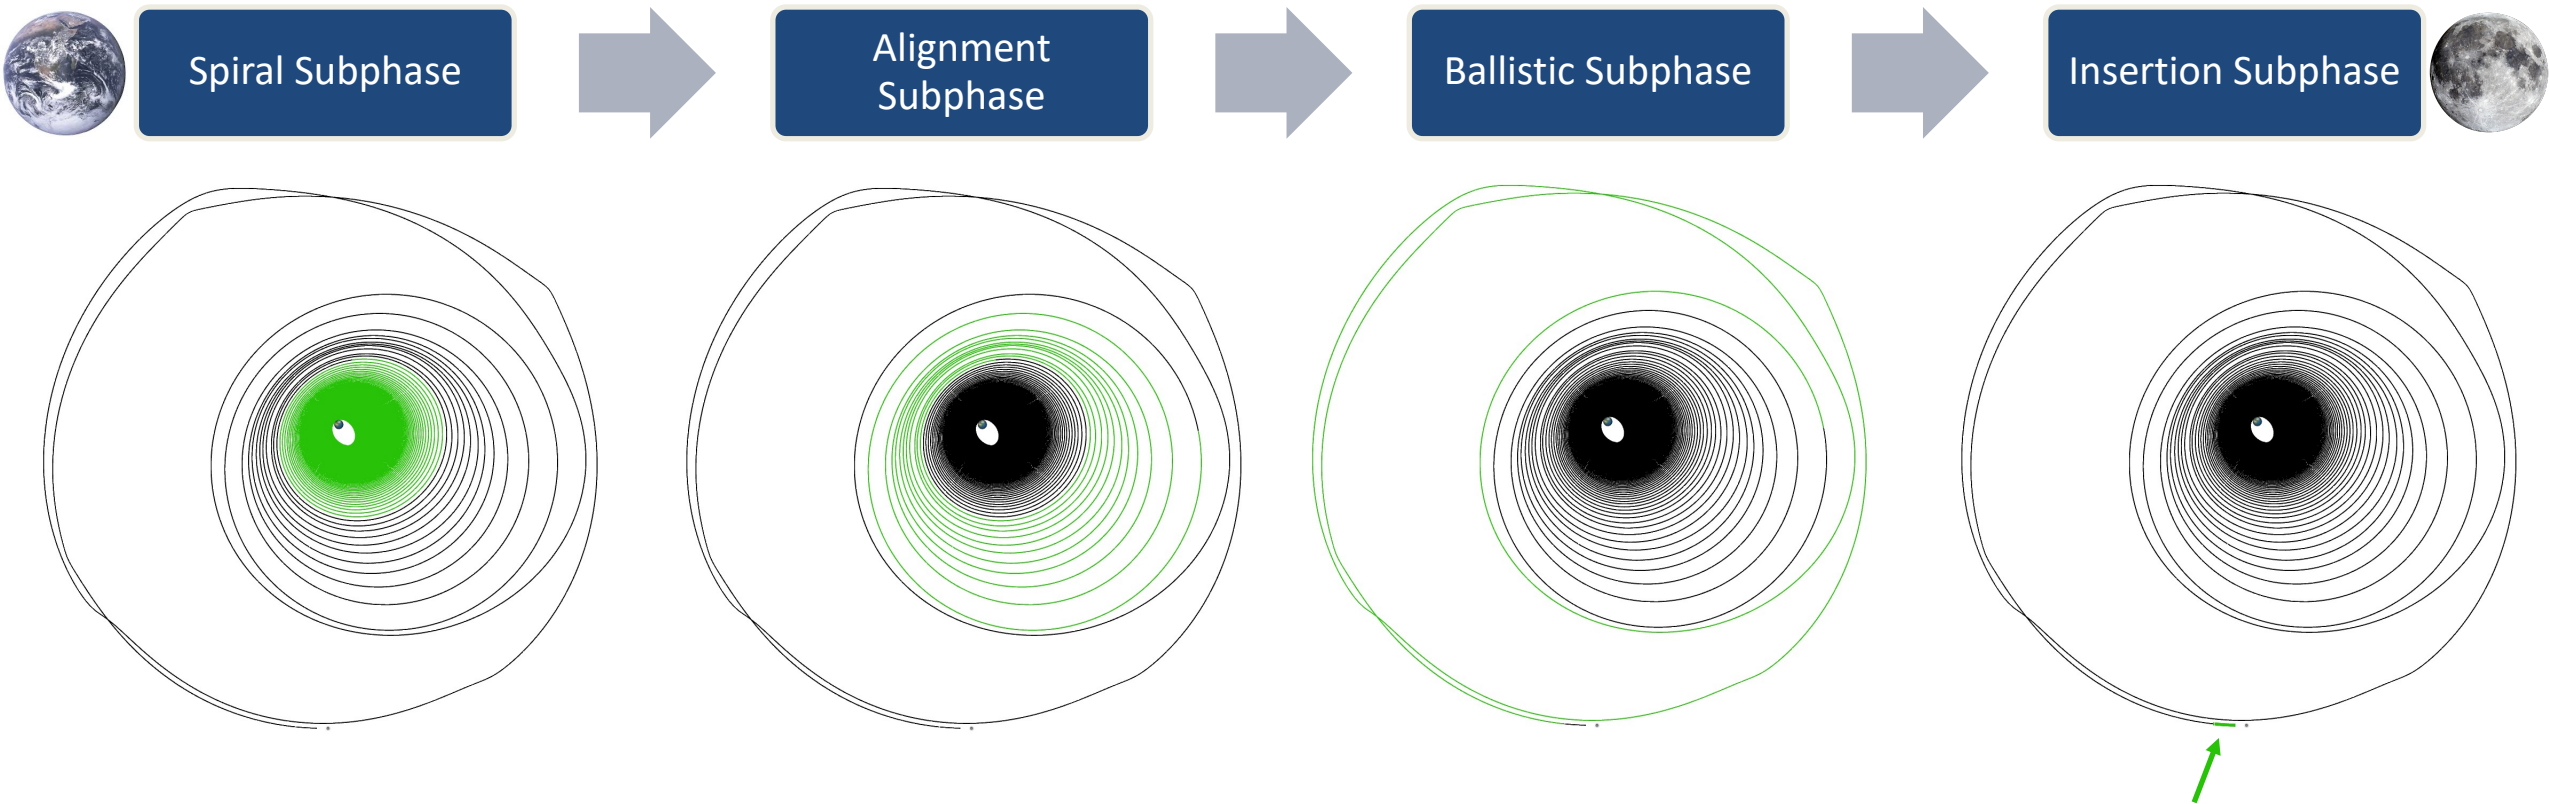 Spiral Subphase
Alignment
Subphase
Ballistic Subphase
Insertion Subphase